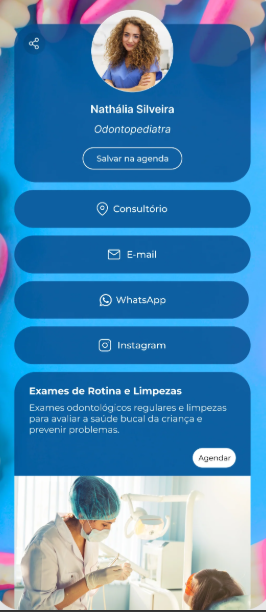 Nathália Silveira
Odontopediatra
Salvar na agenda
Consultório
E-mail
WhatsApp
Instagram
Exames de Rotina e Limpezas
Exames odontológicos regulares e limpezas
para avaliar a saúde bucal da criança e
prevenir problemas.
Agendar